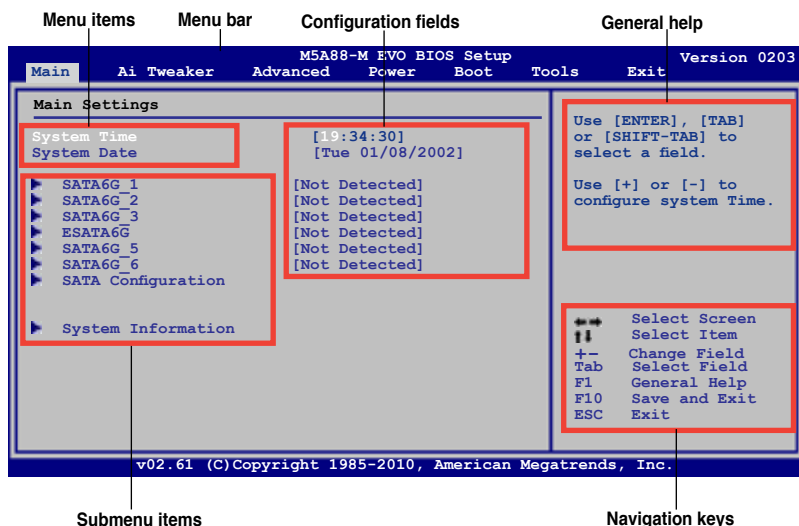 Menu items Menu bar Configuration fields General help
M5A88-M EVO BIOS Setup Version 0203
Main Ai Tweaker Advanced Power Boot Tools Exit
Main Settings
System Time [19:34:30]
System Date [Tue 01/08/2002]
SATA6G_1 [Not Detected]
SATA6G_2 [Not Detected]
SATA6G_3 [Not Detected]
ESATA6G [Not Detected]
SATA6G_5 [Not Detected]
SATA6G_6 [Not Detected]
SATA Configuration
System Information
Use [ENTER], [TAB]
or [SHIFT-TAB] to
select a field.
Use [+] or [-] to
configure system Time.
←→ Select Screen
↑↓ Select Item
+- Change Field
Tab Select Field
F1 General Help
F10 Save and Exit
ESC Exit
v02.61 (C)Copyright 1985-2010, American Megatrends, Inc.
Submenu items Navigation keys